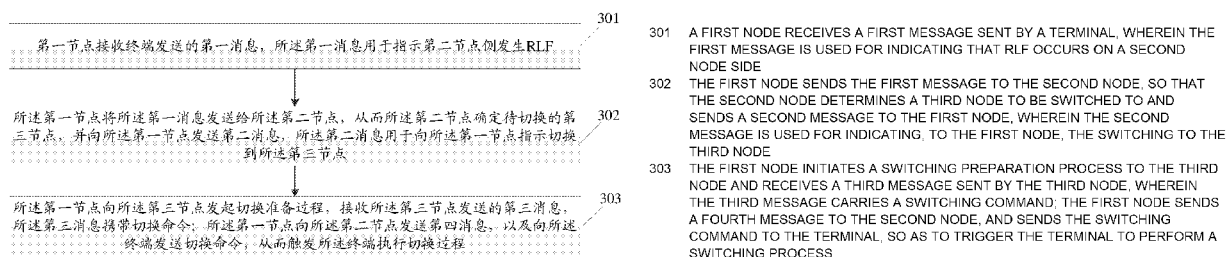 301
第一节点接收终端发送的第一消息，所述第一消息用于指示第二节点侧发生RLF
所述第一节点将所述第一消息发送给所述第二节点，从而所述第二节点确定待切换的第
三节点，并向所述第一节点发送第二消息，所述第二消息用于向所述第一节点指示切换
到所述第三节点
302
所述第一节点向所述第三节点发起切换准备过程，接收所述第三节点发送的第三消息，
所述第三消息携带切换命令；所述第一节点向所述第二节点发送第四消息，以及向所述
终端发送切换命令，从而触发所述终端执行切换过程
303
301 A FIRST NODE RECEIVES A FIRST MESSAGE SENT BY A TERMINAL, WHEREIN THE
FIRST MESSAGE IS USED FOR INDICATING THAT RLF OCCURS ON A SECOND
NODE SIDE
302 THE FIRST NODE SENDS THE FIRST MESSAGE TO THE SECOND NODE, SO THAT
THE SECOND NODE DETERMINES A THIRD NODE TO BE SWITCHED TO AND
SENDS A SECOND MESSAGE TO THE FIRST NODE, WHEREIN THE SECOND
MESSAGE IS USED FOR INDICATING, TO THE FIRST NODE, THE SWITCHING TO THE
THIRD NODE
303 THE FIRST NODE INITIATES A SWITCHING PREPARATION PROCESS TO THE THIRD
NODE AND RECEIVES A THIRD MESSAGE SENT BY THE THIRD NODE, WHEREIN
THE THIRD MESSAGE CARRIES A SWITCHING COMMAND; THE FIRST NODE SENDS
A FOURTH MESSAGE TO THE SECOND NODE, AND SENDS THE SWITCHING
COMMAND TO THE TERMINAL, SO AS TO TRIGGER THE TERMINAL TO PERFORM A
SWITCHING PROCESS